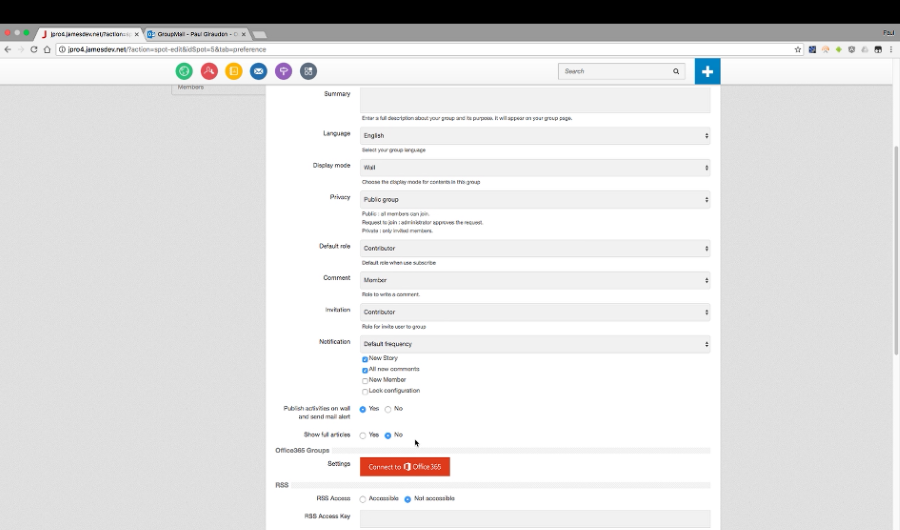 Paul
jpro4.jamesdev.net/?action=sp
GroupMail - Paul Giraudon - O
jpro4.jamesdev.net/?action=spot-edit&idSpot=5&tab=preference
Search
Members
Summary
Enter a full description about your group and its purpose. It will appear on your group page.
Language
English
Select your group language
Display mode
Wall
Choose the display mode for contents in this group
Privacy
Public group
Public : all members can join.
Request to join : administrator approves the request.
Private : only invited members.
Default role
Contributor
Default role when use subscribe
Comment
Member
Role to write a comment.
Invitation
Contributor
Role for invite user to group
Notification
Default frequency
New Story
All new comments
New Member
Lock configuration
Publish activities on wall
and send mail alert
Yes No
Show full articles
Yes No
Office365 Groups
Settings
Connect to Office365
RSS
RSS Access
Accessible Not accessible
RSS Access Key